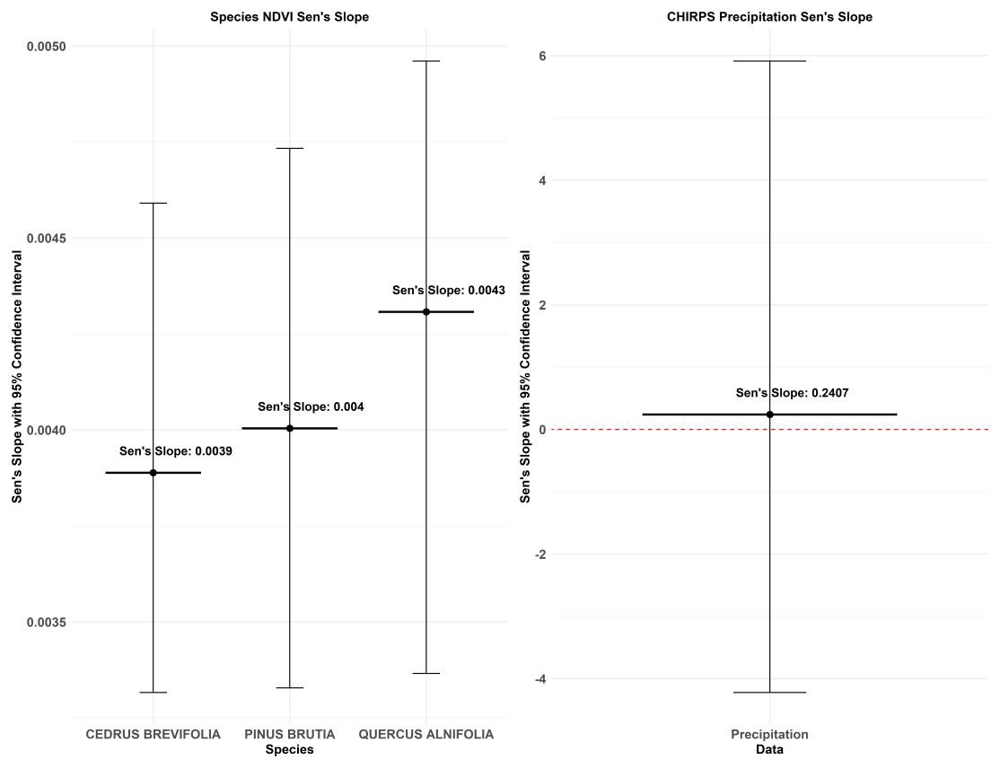 Species NDVI Sen's Slope
Sen's Slope with 95% Confidence Interval
0.0050
0.0045
0.0040
0.0035
Sen's Slope: 0.0039
Sen's Slope: 0.004
Sen's Slope: 0.0043
CEDRUS BREVIFOLIA PINUS BRUTIA QUERCUS ALNIFOLIA
Species
CHIRPS Precipitation Sen's Slope
Sen's Slope with 95% Confidence Interval
6
4
2
0
-2
-4
Sen's Slope: 0.2407
Precipitation
Data